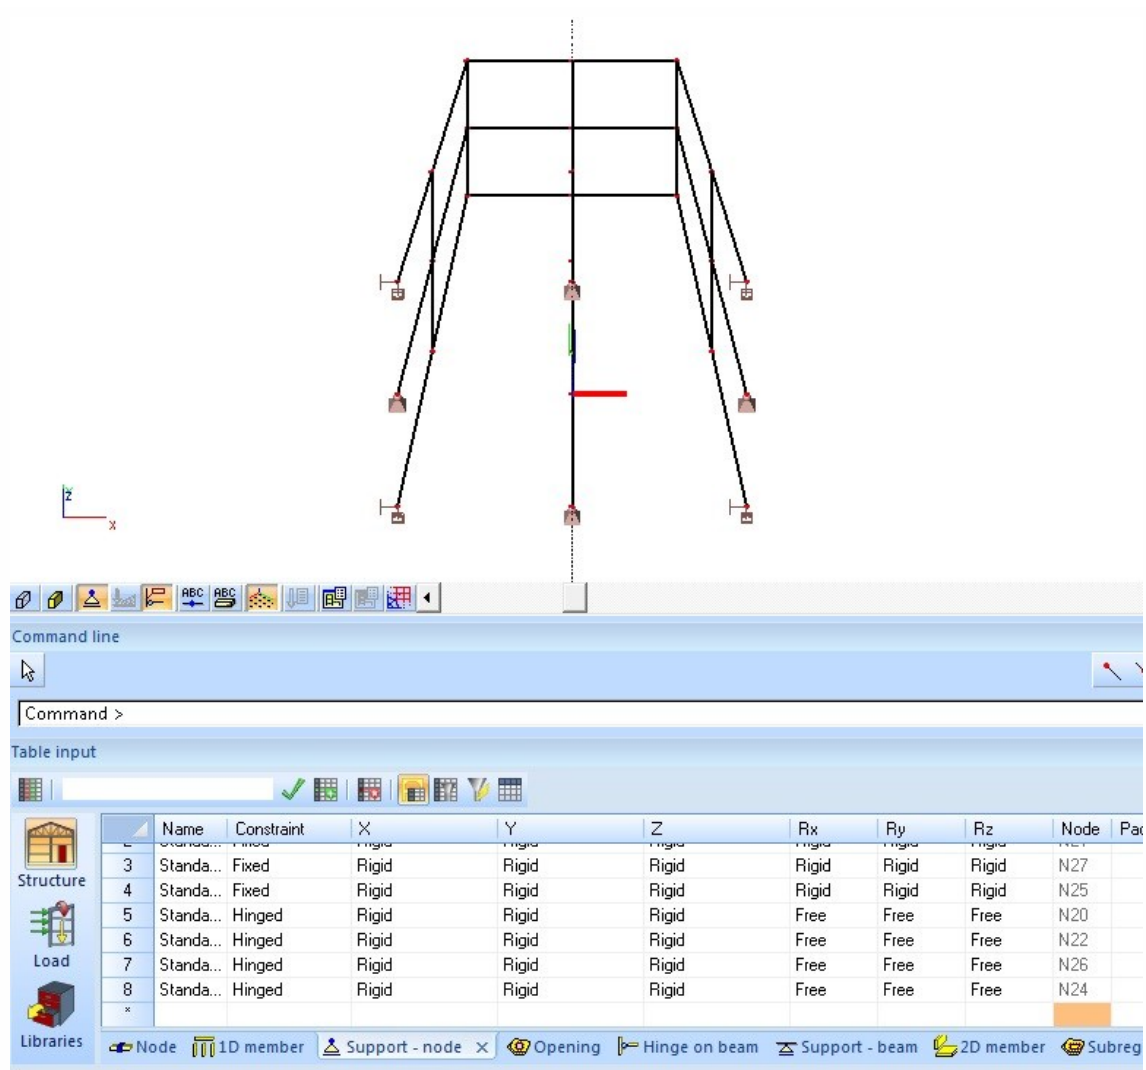 z
x
ABC ABC
Command line
Command >
Table input
Name Constraint X Y Z Rx Ry Rz Node Pac
3 Standa... Fixed Rigid Rigid Rigid Rigid Rigid Rigid N27
4 Standa... Fixed Rigid Rigid Rigid Rigid Rigid Rigid N25
5 Standa... Hinged Rigid Rigid Rigid Free Free Free N20
6 Standa... Hinged Rigid Rigid Rigid Free Free Free N22
7 Standa... Hinged Rigid Rigid Rigid Free Free Free N26
8 Standa... Hinged Rigid Rigid Rigid Free Free Free N24
*
Structure
Load
Libraries
Node 1D member Support - node Opening Hinge on beam Support - beam 2D member Subreg